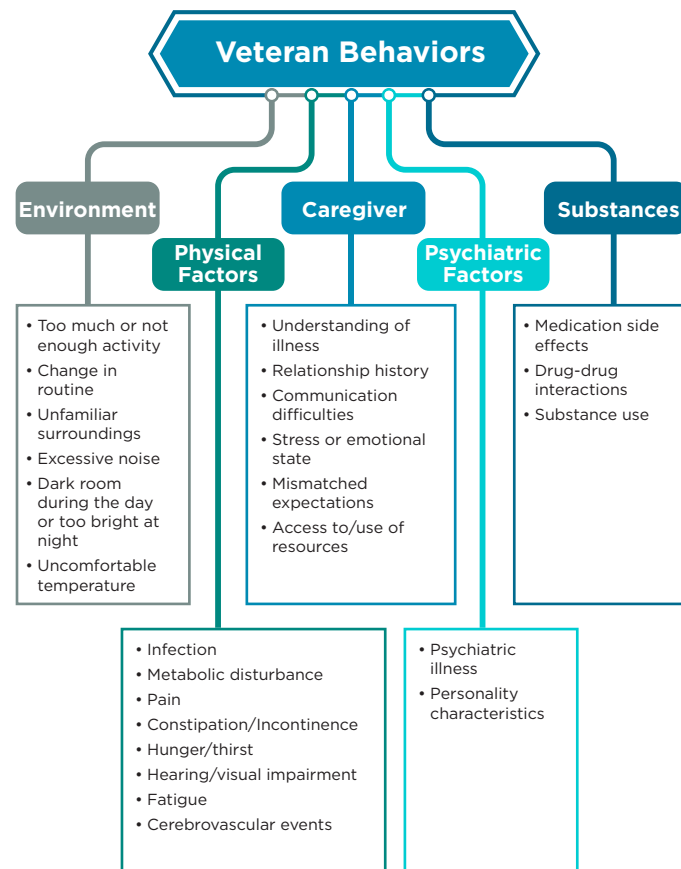 Veteran Behaviors
Environment
Caregiver
Substances
Physical
Factors
Psychiatric
Factors
• Too much or not
enough activity
• Change in
routine
• Unfamiliar
surroundings
• Excessive noise
• Dark room
during the day
or too bright at
night
• Uncomfortable
temperature
• Understanding of
illness
• Relationship history
• Communication
difficulties
• Stress or emotional
state
• Mismatched
expectations
• Access to/use of
resources
• Medication side
effects
• Drug-drug
interactions
• Substance use
• Infection
• Metabolic disturbance
• Pain
• Constipation/Incontinence
• Hunger/thirst
• Hearing/visual impairment
• Fatigue
• Cerebrovascular events
• Psychiatric
illness
• Personality
characteristics